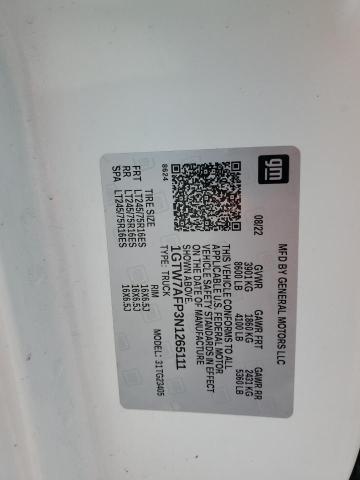 gm
MFD BY GENERAL MOTORS LLC
08/22 GVWR GAWR FRT GAWR RR
3901 KG 1860 KG 2431 KG
8600 LB 4100 LB 5360 LB
THIS VEHICLE CONFORMS TO ALL
APPLICABLE U.S. FEDERAL MOTOR
VEHICLE SAFETY STANDARDS IN EFFECT
ON THE DATE OF MANUFACTURE
SHOWN ABOVE.
1GTW7AFP3N1265111
8624 TYPE: TRUCK MODEL: 31TG23405
TIRE SIZE RIM
FRT LT245/75R16ES 16X6.5J
RR LT245/75R16ES 16X6.5J
SPA LT245/75R16ES 16X6.5J